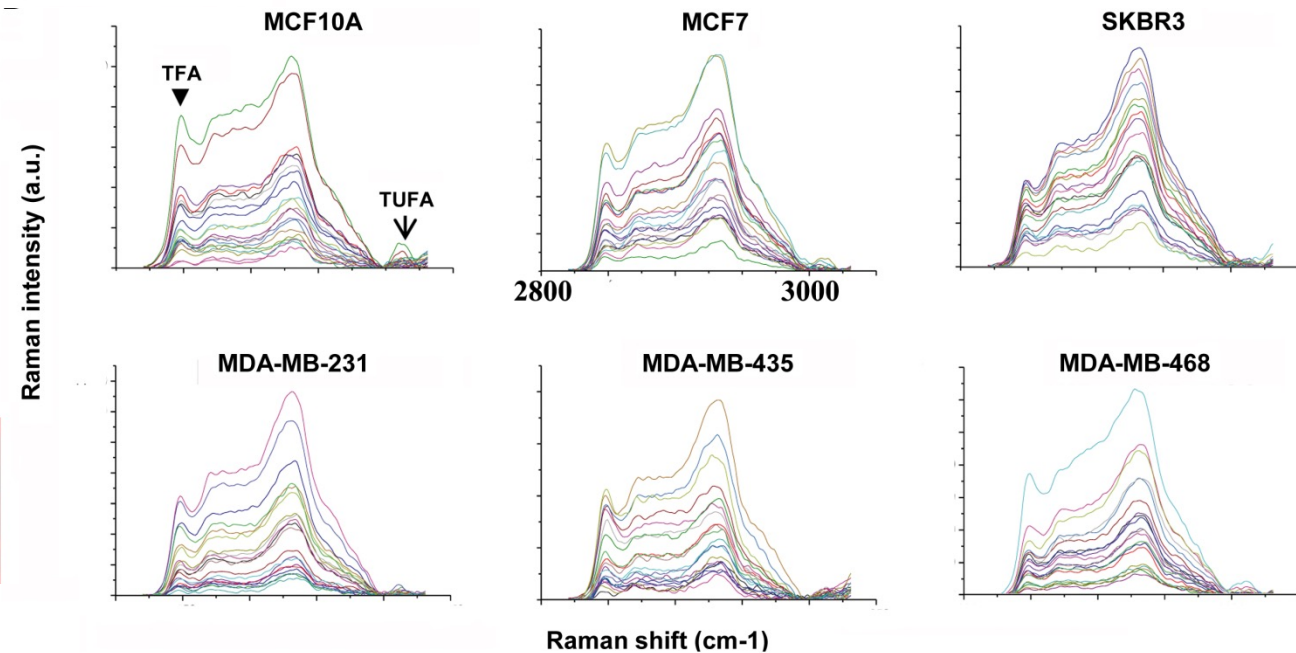 MCF10A
MCF7
SKBR3
TFA
TUFA
Raman intensity (a.u.)
2800
3000
MDA-MB-231
MDA-MB-435
MDA-MB-468
Raman shift (cm-1)